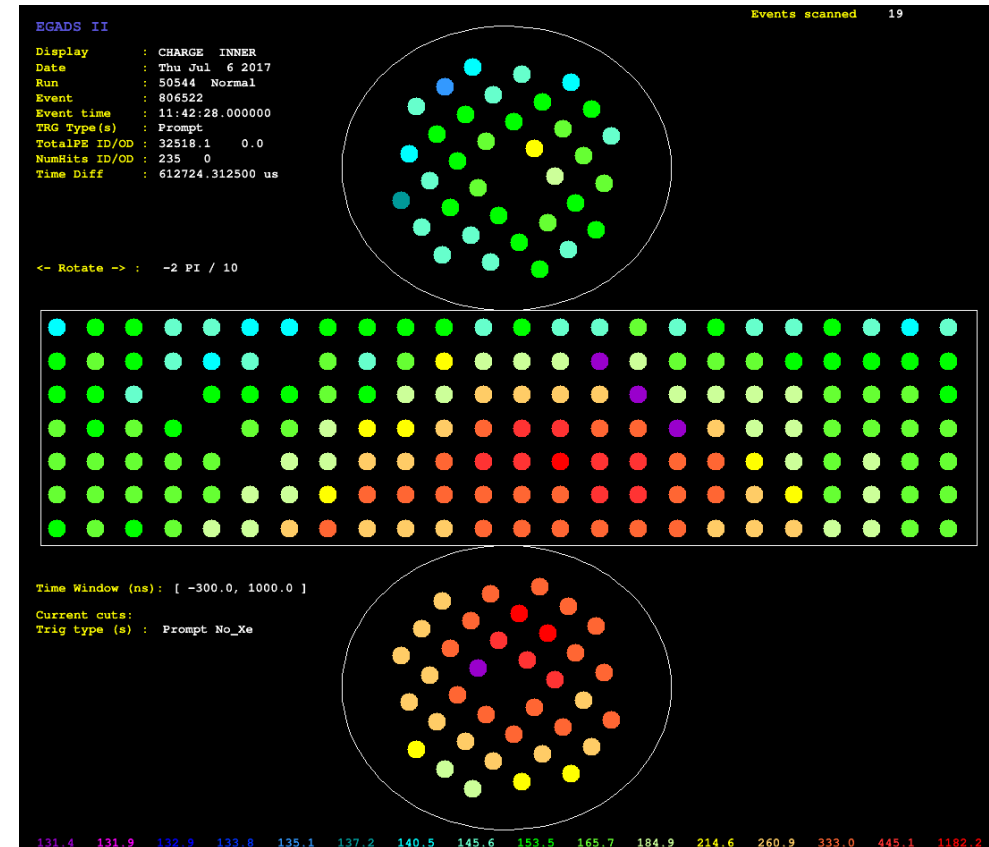 Events scanned 19
EGADS II
Display : CHARGE INNER
Date : Thu Jul 6 2017
Run : 50544 Normal
Event : 806522
Event time : 11:42:28.000000
TRG Type(s) : Prompt
TotalPE ID/OD : 32518.1 0.0
NumHits ID/OD : 235 0
Time Diff : 612724.312500 us
<- Rotate -> : -2 PI / 10
Time Window (ns): [ -300.0, 1000.0 ]
Current cuts:
Trig type (s) : Prompt No_Xe
131.4 131.9 132.9 133.8 135.1 137.2 140.5 145.6 153.5 165.7 184.9 214.6 260.9 333.0 445.1 1182.2